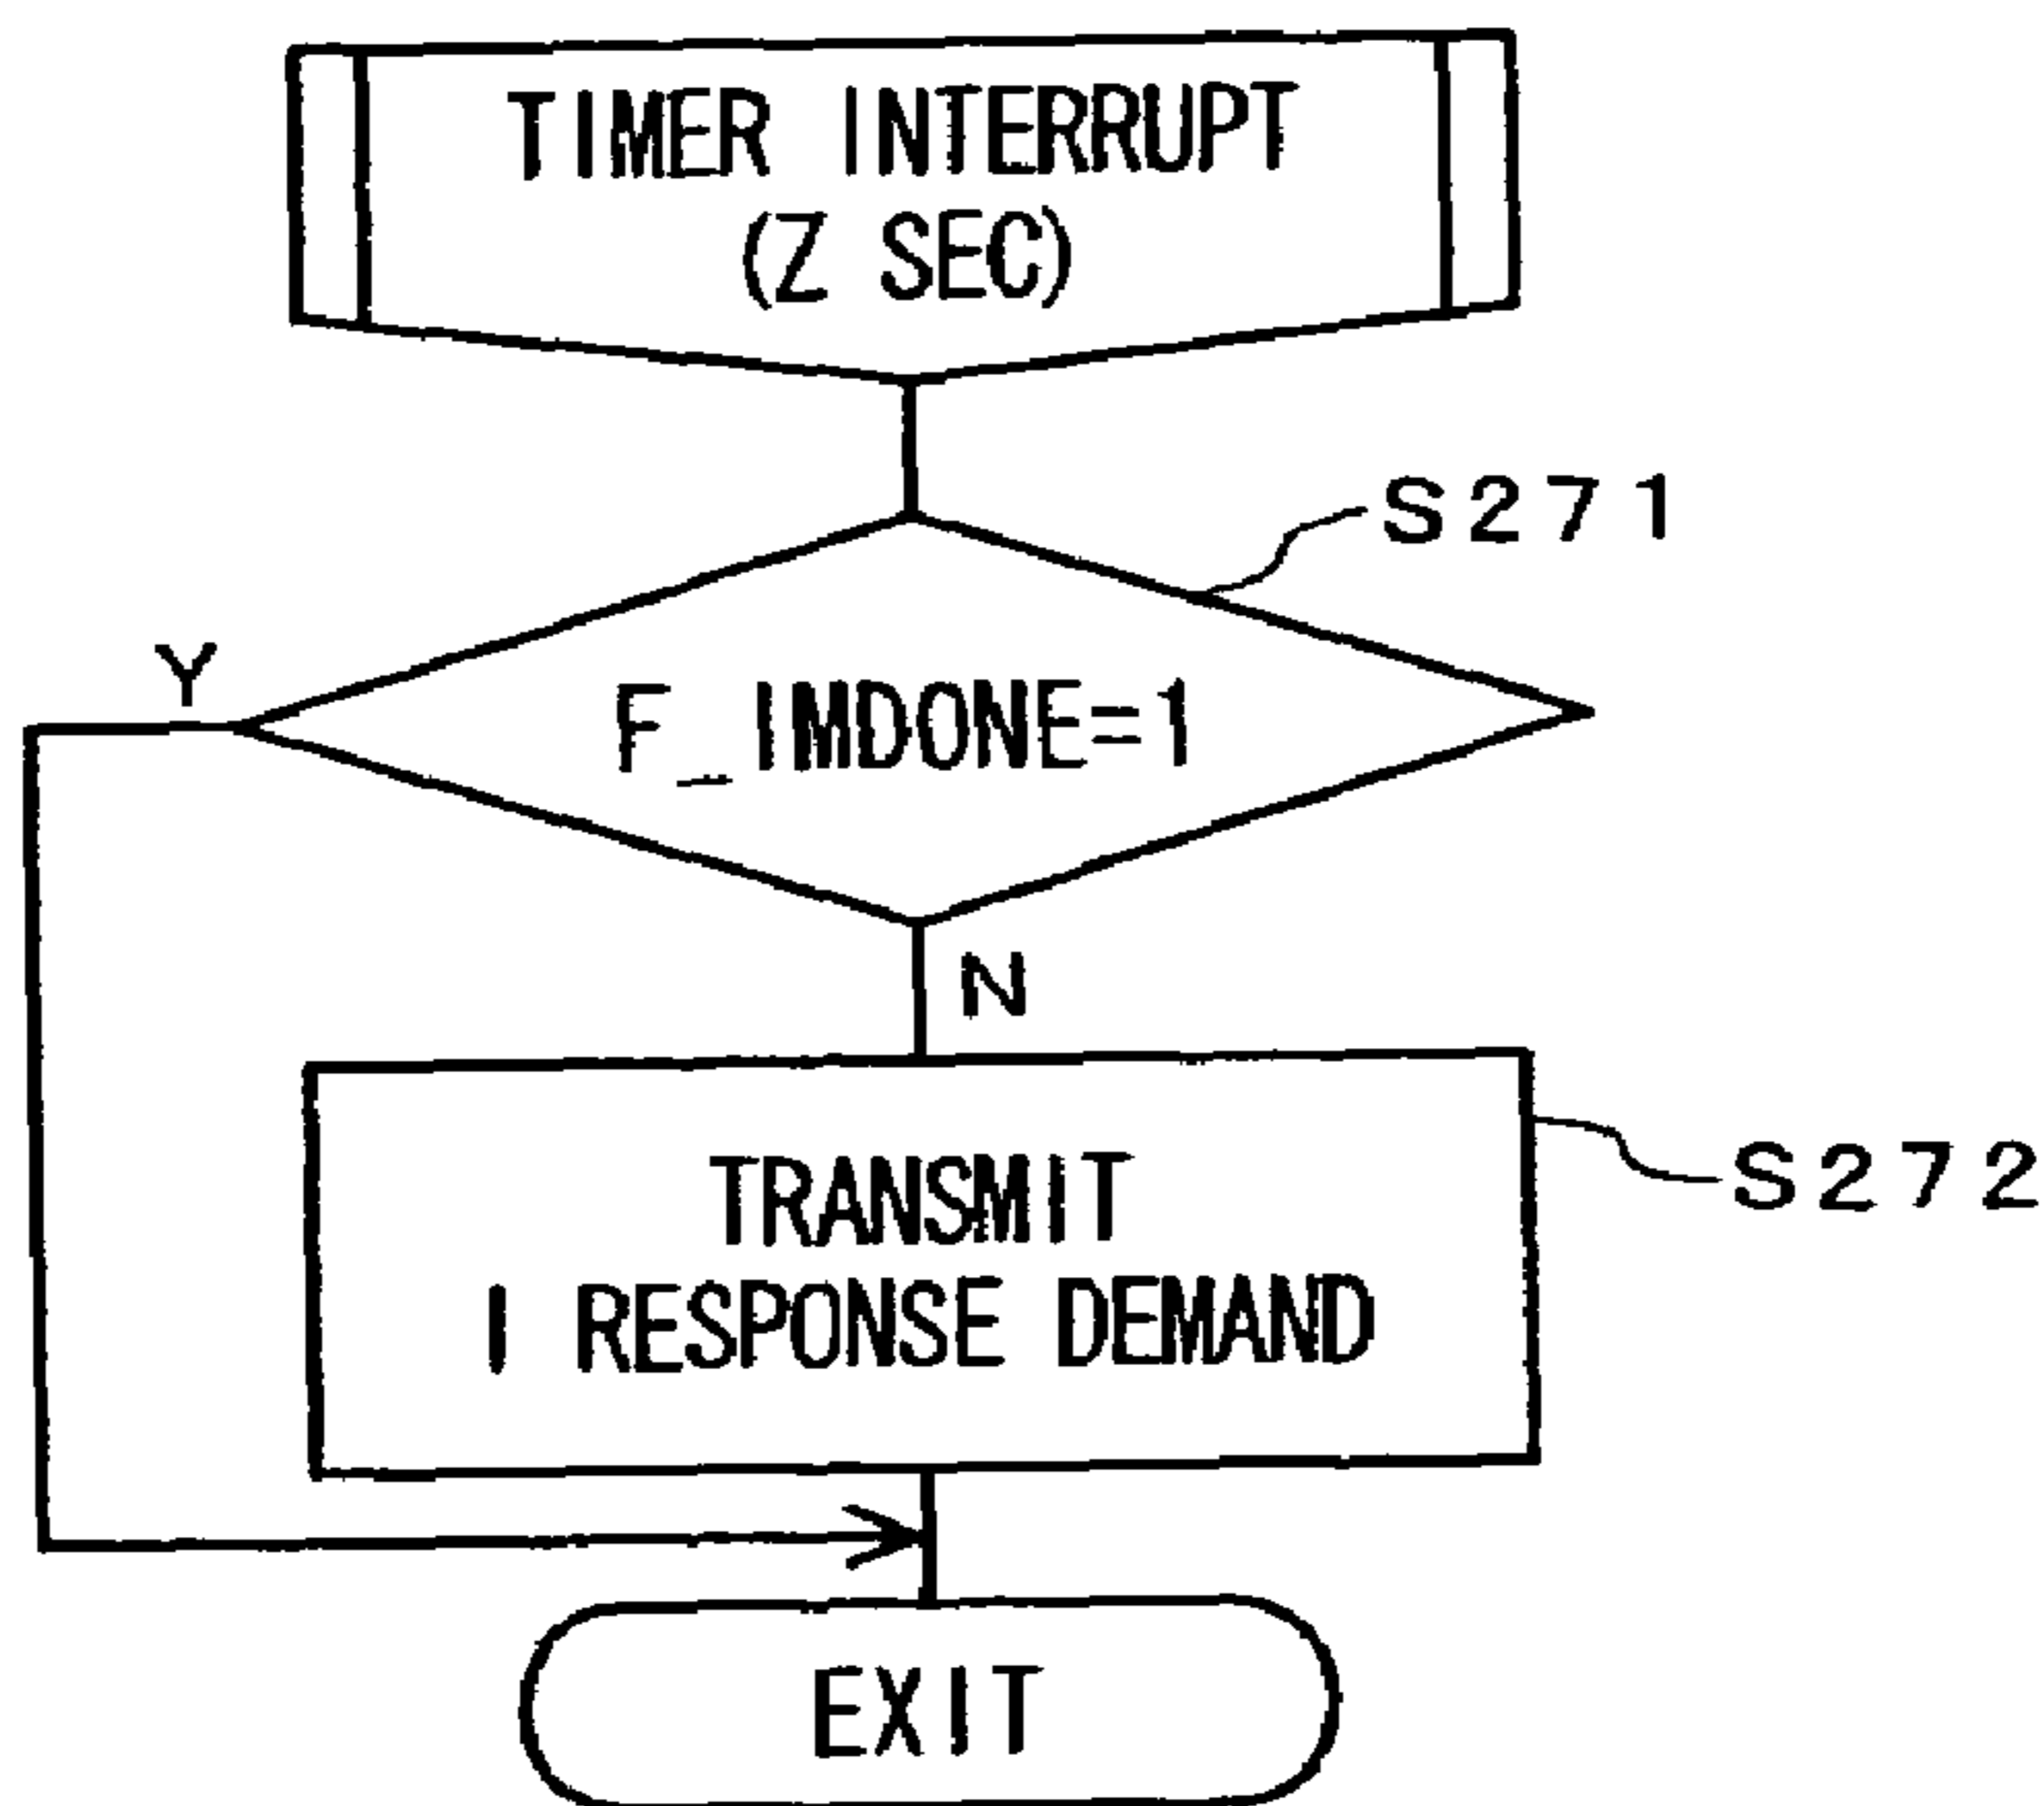 TIMER INTERRUPT
(Z SEC)
S271
Y
F_IMDONE=1
N
TRANSMIT
I RESPONSE DEMAND
S272
EXIT